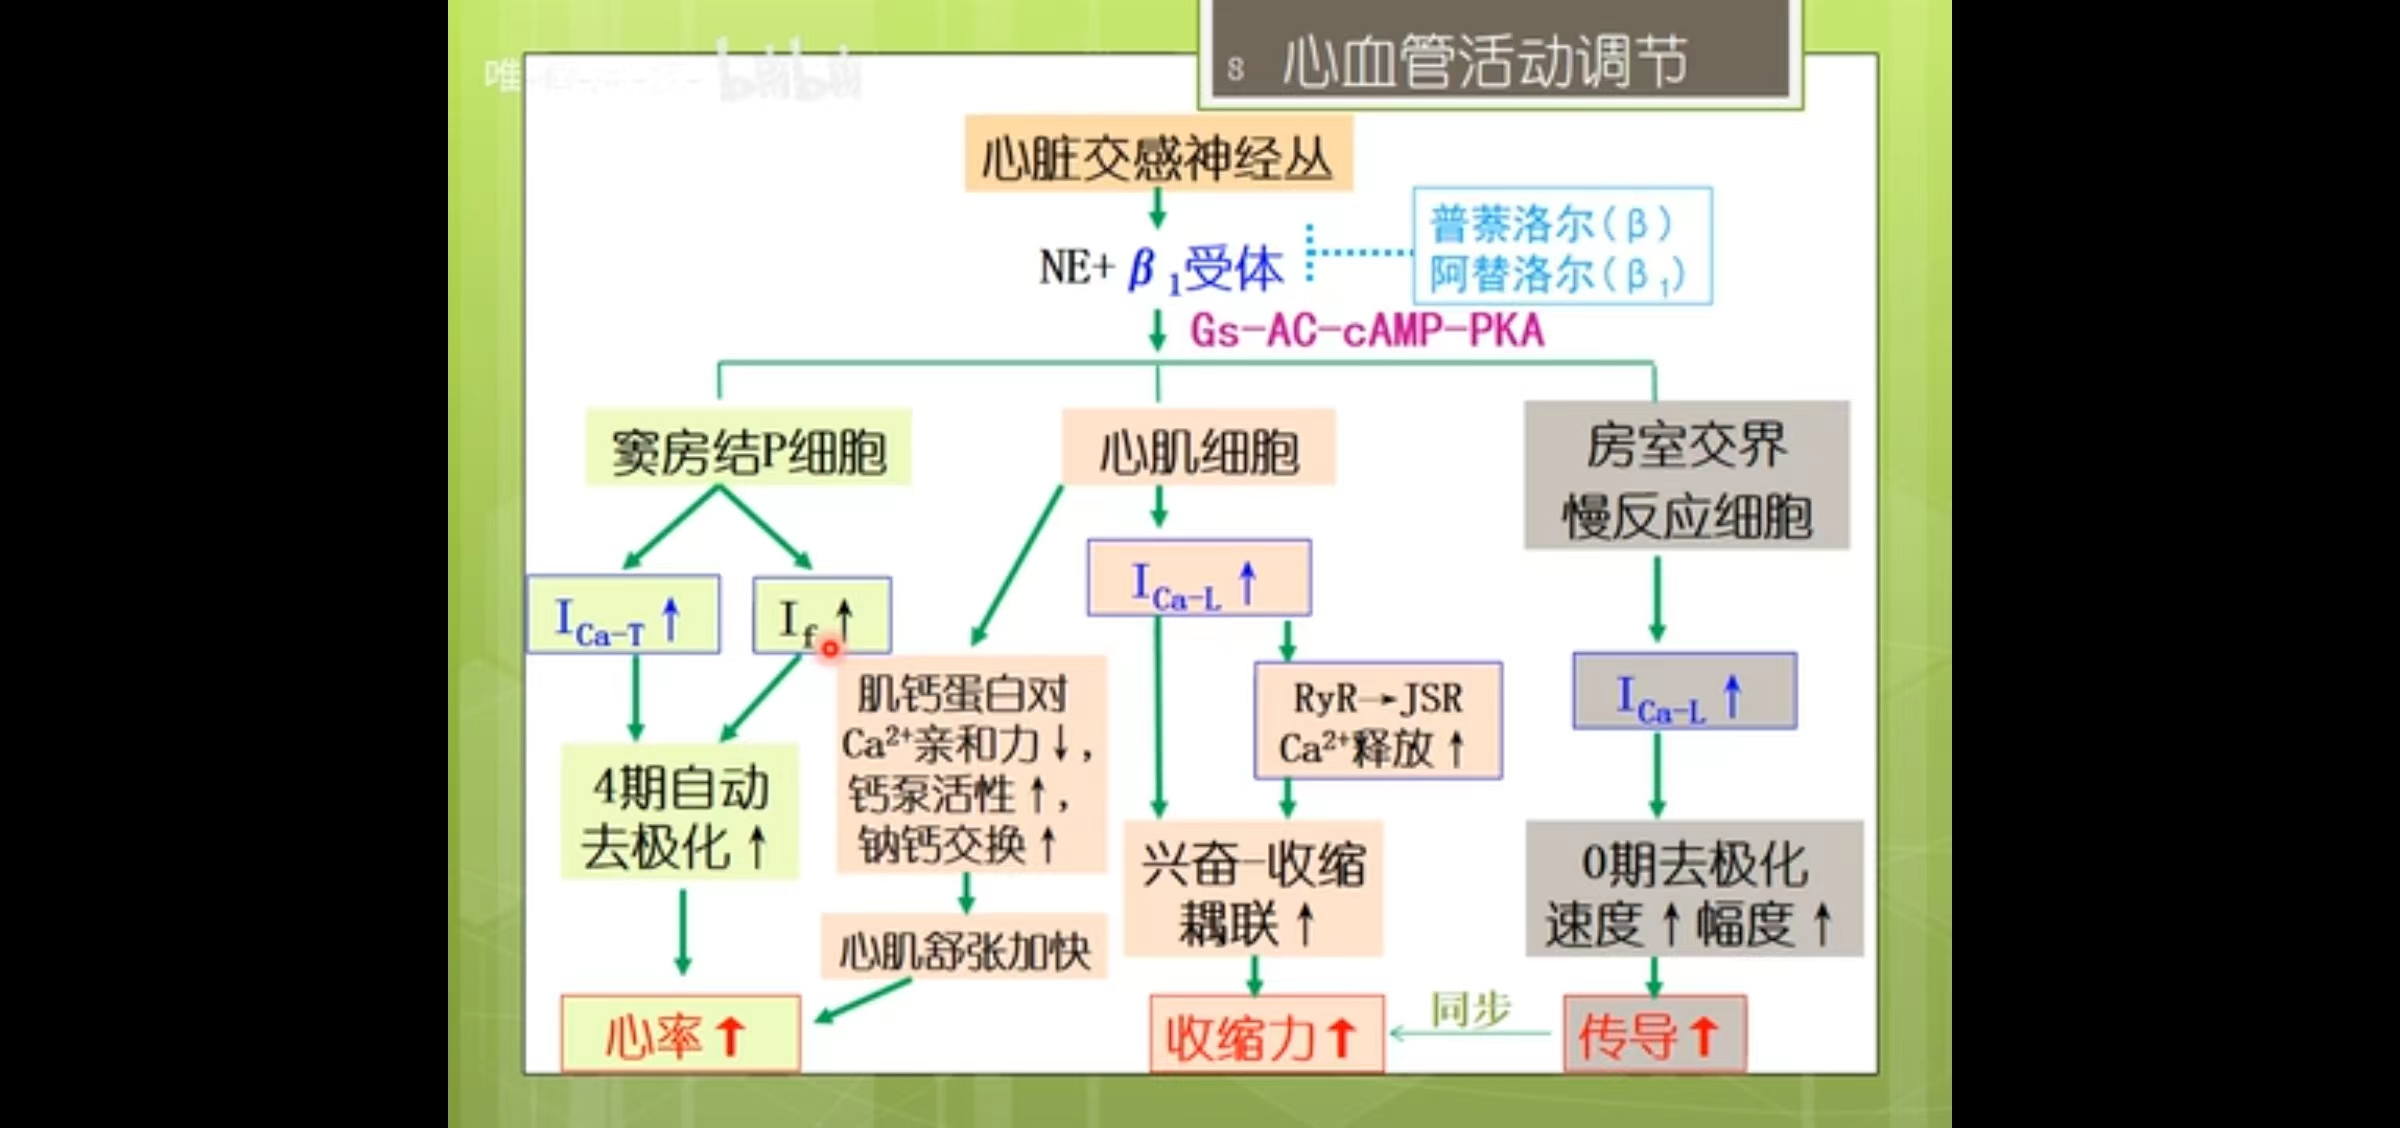 唯
bilibili
8 心血管活动调节
心脏交感神经丛
NE+β1受体
普萘洛尔(β)
阿替洛尔(β1)
Gs-AC-cAMP-PKA
窦房结P细胞
心肌细胞
房室交界
慢反应细胞
ICa-T↑
If↑
ICa-L↑
肌钙蛋白对
Ca²⁺亲和力↓,
钙泵活性↑,
钠钙交换↑
RyR→JSR
Ca²⁺释放↑
ICa-L↑
4期自动
去极化↑
心肌舒张加快
兴奋-收缩
耦联↑
0期去极化
速度↑幅度↑
心率↑
收缩力↑
同步
传导↑